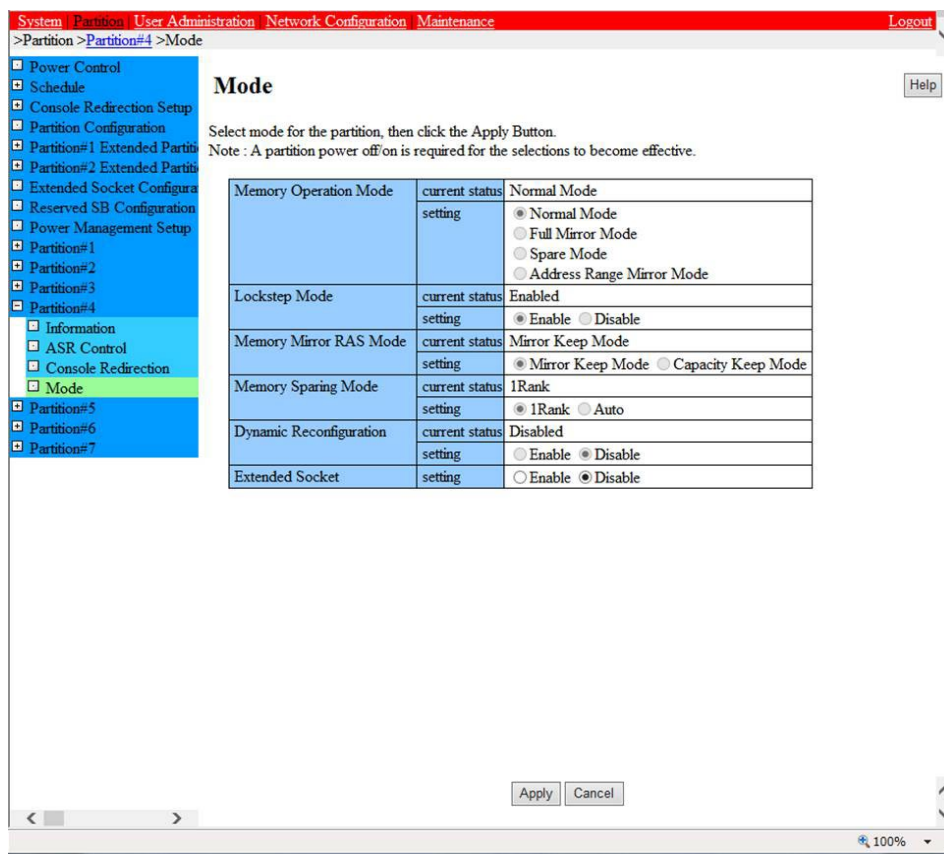 System | Partition | User Administration | Network Configuration | Maintenance Logout
>Partition >Partition#4 >Mode
Power Control
Schedule
Console Redirection Setup
Partition Configuration
Partition#1 Extended Partiti
Partition#2 Extended Partiti
Extended Socket Configura
Reserved SB Configuration
Power Management Setup
Partition#1
Partition#2
Partition#3
Partition#4
Information
ASR Control
Console Redirection
Mode
Partition#5
Partition#6
Partition#7
Mode
Help
Select mode for the partition, then click the Apply Button.
Note : A partition power off/on is required for the selections to become effective.
Memory Operation Mode current status Normal Mode
setting Normal Mode
Full Mirror Mode
Spare Mode
Address Range Mirror Mode
Lockstep Mode current status Enabled
setting Enable Disable
Memory Mirror RAS Mode current status Mirror Keep Mode
setting Mirror Keep Mode Capacity Keep Mode
Memory Sparing Mode current status 1Rank
setting 1Rank Auto
Dynamic Reconfiguration current status Disabled
setting Enable Disable
Extended Socket setting Enable Disable
Apply Cancel
100%